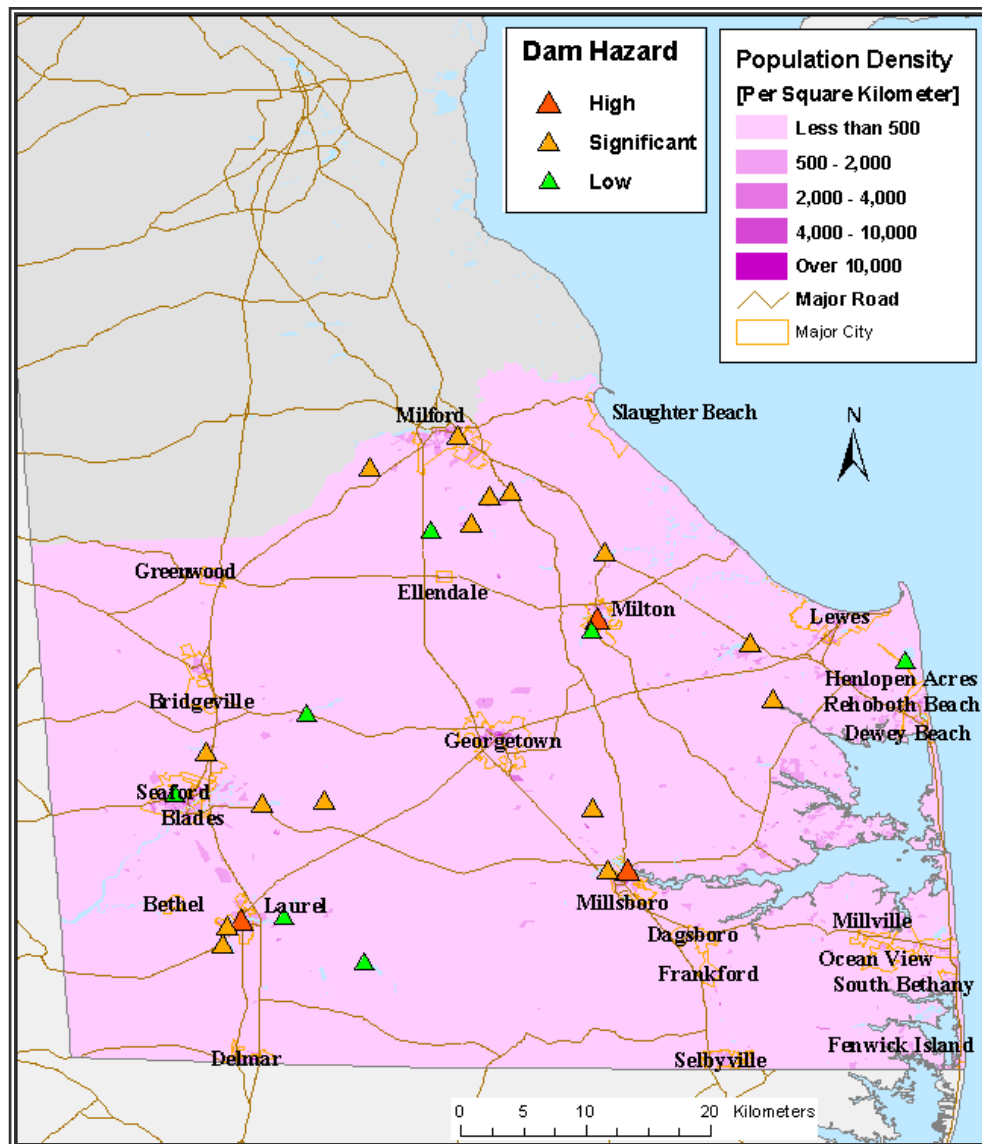 Dam Hazard
High
Significant
Low
Population Density
[Per Square Kilometer]
Less than 500
500 - 2,000
2,000 - 4,000
4,000 - 10,000
Over 10,000
Major Road
Major City
Milford
Slaughter Beach
N
Greenwood
Ellendale
Milton
Lewes
Henlopen Acres
Bridgeville
Rehoboth Beach
Georgetown
Dewey Beach
Seaford
Blades
Bethel
Laurel
Millsboro
Millville
Dagsboro
Ocean View
Frankford
South Bethany
Delmar
Selbyville
Fenwick Island
0 5 10 20 Kilometers